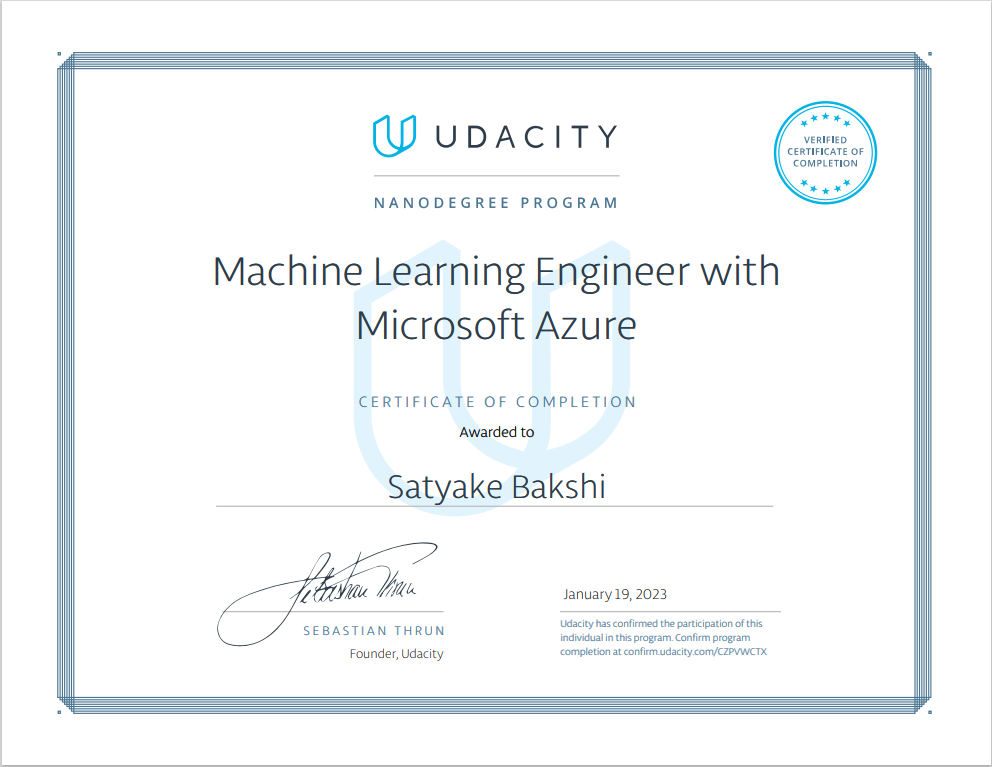 UDACITY
VERIFIED
CERTIFICATE OF
COMPLETION
NANODEGREE PROGRAM
Machine Learning Engineer with
Microsoft Azure
CERTIFICATE OF COMPLETION
Awarded to
Satyake Bakshi
Sebastian Thrun
SEBASTIAN THRUN
Founder, Udacity
January 19, 2023
Udacity has confirmed the participation of this
individual in this program. Confirm program
completion at confirm.udacity.com/CZPVWCTX